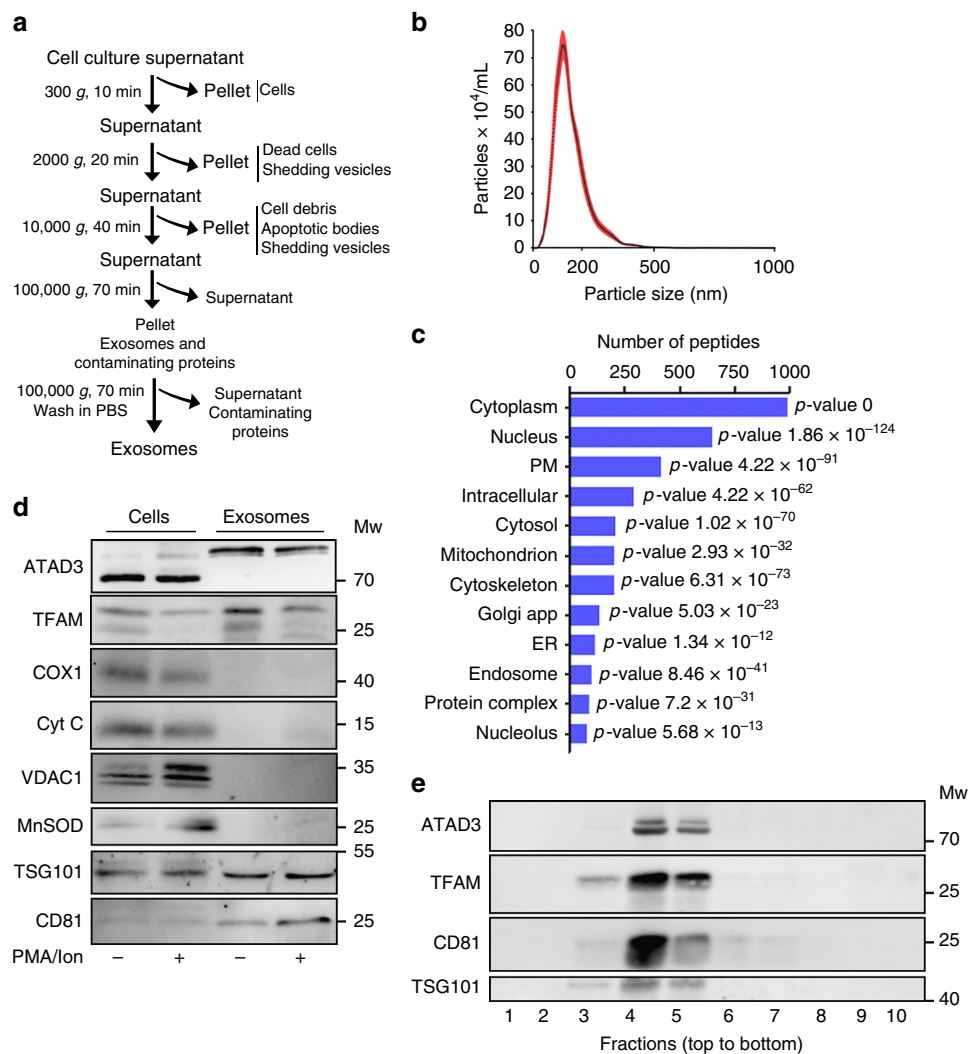 a
Cell culture supernatant
300 g, 10 min
Pellet
Cells
Supernatant
2000 g, 20 min
Pellet
Dead cells
Shedding vesicles
Supernatant
10,000 g, 40 min
Pellet
Cell debris
Apoptotic bodies
Shedding vesicles
Supernatant
100,000 g, 70 min
Supernatant
Pellet
Exosomes and
contaminating proteins
100,000 g, 70 min
Wash in PBS
Supernatant
Contaminating
proteins
Exosomes
b
Particles × 10⁴/mL
80
70
60
50
40
30
20
10
0
0 200 500 1000
Particle size (nm)
c
Number of peptides
0 250 500 750 1000
Cytoplasm p-value 0
Nucleus p-value 1.86 × 10⁻¹²⁴
PM p-value 4.22 × 10⁻⁹¹
Intracellular p-value 4.22 × 10⁻⁶²
Cytosol p-value 1.02 × 10⁻⁷⁰
Mitochondrion p-value 2.93 × 10⁻³²
Cytoskeleton p-value 6.31 × 10⁻⁷³
Golgi app p-value 5.03 × 10⁻²³
ER p-value 1.34 × 10⁻¹²
Endosome p-value 8.46 × 10⁻⁴¹
Protein complex p-value 7.2 × 10⁻³¹
Nucleolus p-value 5.68 × 10⁻¹³
d
Cells Exosomes
Mw
ATAD3 70
TFAM 25
COX1 40
Cyt C 15
VDAC1 35
MnSOD 25
TSG101 55
CD81 25
PMA/Ion − + − +
e
Mw
ATAD3 70
TFAM 25
CD81 25
TSG101 40
1 2 3 4 5 6 7 8 9 10
Fractions (top to bottom)